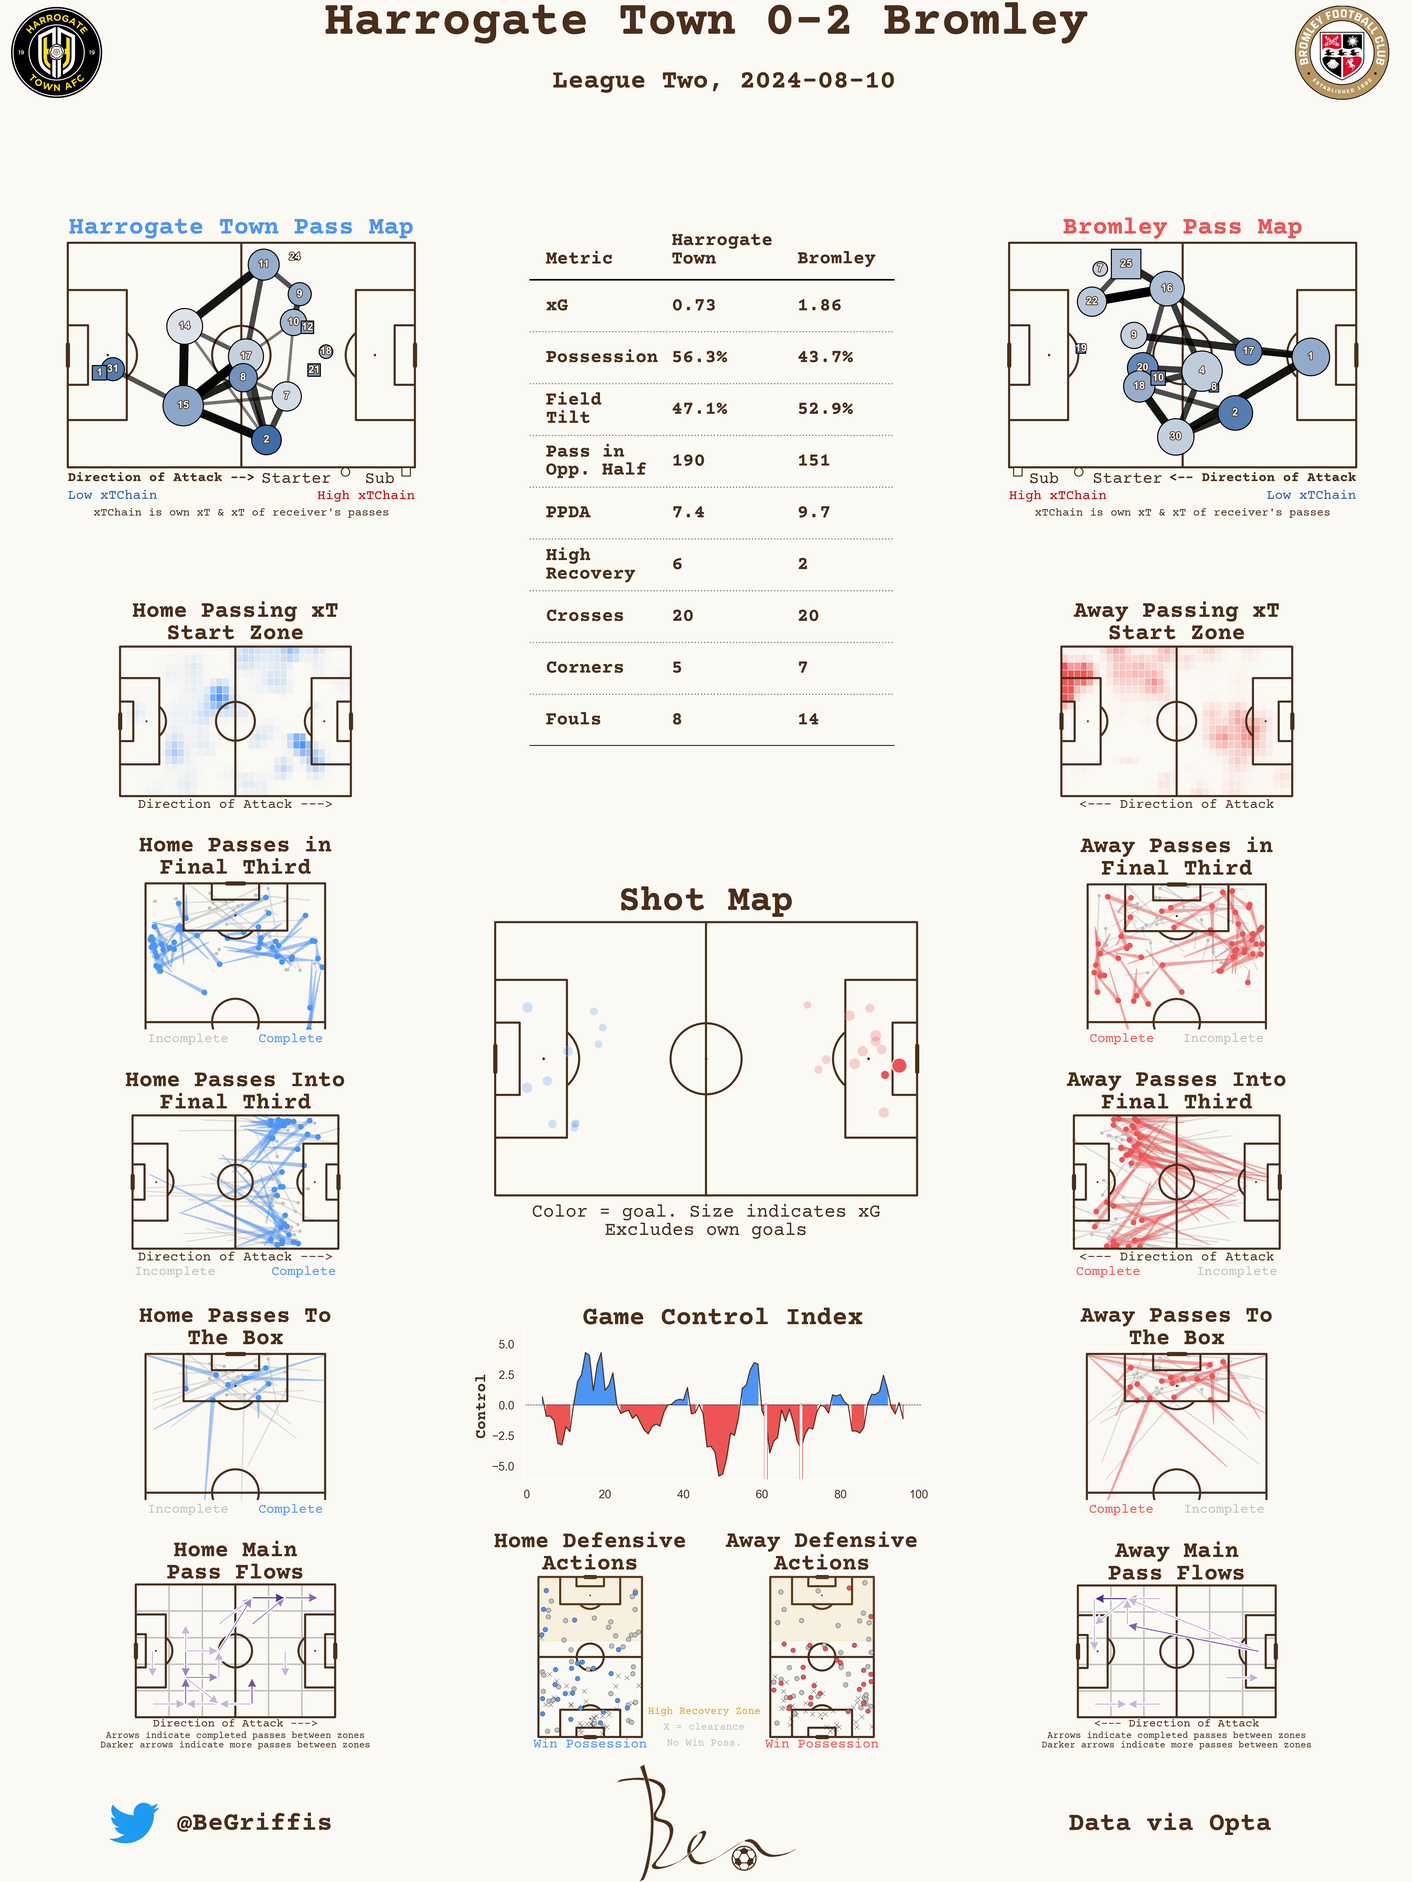 Harrogate Town 0-2 Bromley
League Two, 2024-08-10
HARROGATE
19 19
TOWN AFC
BROMLEY FOOTBALL CLUB
• ESTABLISHED 1892 •
Harrogate Town Pass Map
11 24
9
14 10 12
17 18
1 31 8 21
15 7
2
Direction of Attack --> Starter Sub
Low xTChain High xTChain
xTChain is own xT & xT of receiver's passes
Metric Harrogate Town Bromley
xG 0.73 1.86
Possession 56.3% 43.7%
Field Tilt 47.1% 52.9%
Pass in Opp. Half 190 151
PPDA 7.4 9.7
High Recovery 6 2
Crosses 20 20
Corners 5 7
Fouls 8 14
Bromley Pass Map
7 25
22 16
9
19 17 1
20 4
18 10 8
2
30
Sub Starter <-- Direction of Attack
High xTChain Low xTChain
xTChain is own xT & xT of receiver's passes
Home Passing xT
Start Zone
Direction of Attack --->
Away Passing xT
Start Zone
<--- Direction of Attack
Home Passes in
Final Third
Incomplete Complete
Shot Map
Color = goal. Size indicates xG
Excludes own goals
Away Passes in
Final Third
Complete Incomplete
Home Passes Into
Final Third
Direction of Attack --->
Incomplete Complete
Away Passes Into
Final Third
<--- Direction of Attack
Complete Incomplete
Home Passes To
The Box
Incomplete Complete
Game Control Index
Control
5.0
2.5
0.0
−2.5
−5.0
0 20 40 60 80 100
Away Passes To
The Box
Complete Incomplete
Home Main
Pass Flows
Direction of Attack --->
Arrows indicate completed passes between zones
Darker arrows indicate more passes between zones
Home Defensive
Actions
Win Possession
High Recovery Zone
X = clearance
No Win Poss.
Away Defensive
Actions
Win Possession
Away Main
Pass Flows
<--- Direction of Attack
Arrows indicate completed passes between zones
Darker arrows indicate more passes between zones
@BeGriffis
Ben
Data via Opta